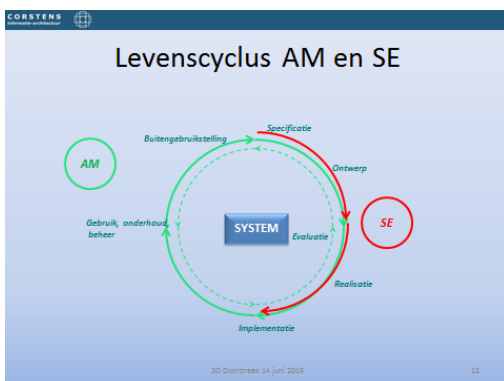 CORSTENS
informatie-architectuur
Levenscyclus AM en SE
Specificatie
Buitengebruikstelling
AM
Ontwerp
Gebruik, onderhoud,
beheer
SYSTEM
Evaluatie
SE
Realisatie
Implementatie
SO Doorbraak 14 juni 2016
12